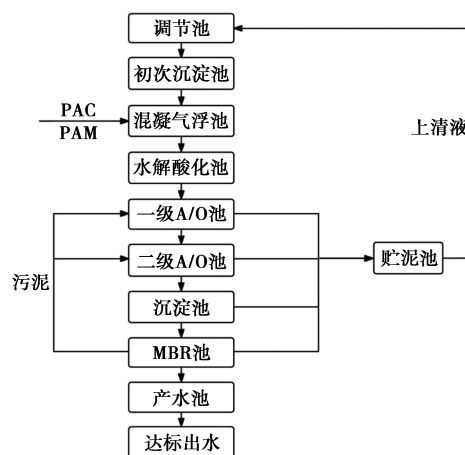 调节池
初次沉淀池
PAC
PAM
混凝气浮池
上清液
水解酸化池
一级A/O池
二级A/O池
贮泥池
污泥
沉淀池
MBR池
产水池
达标出水